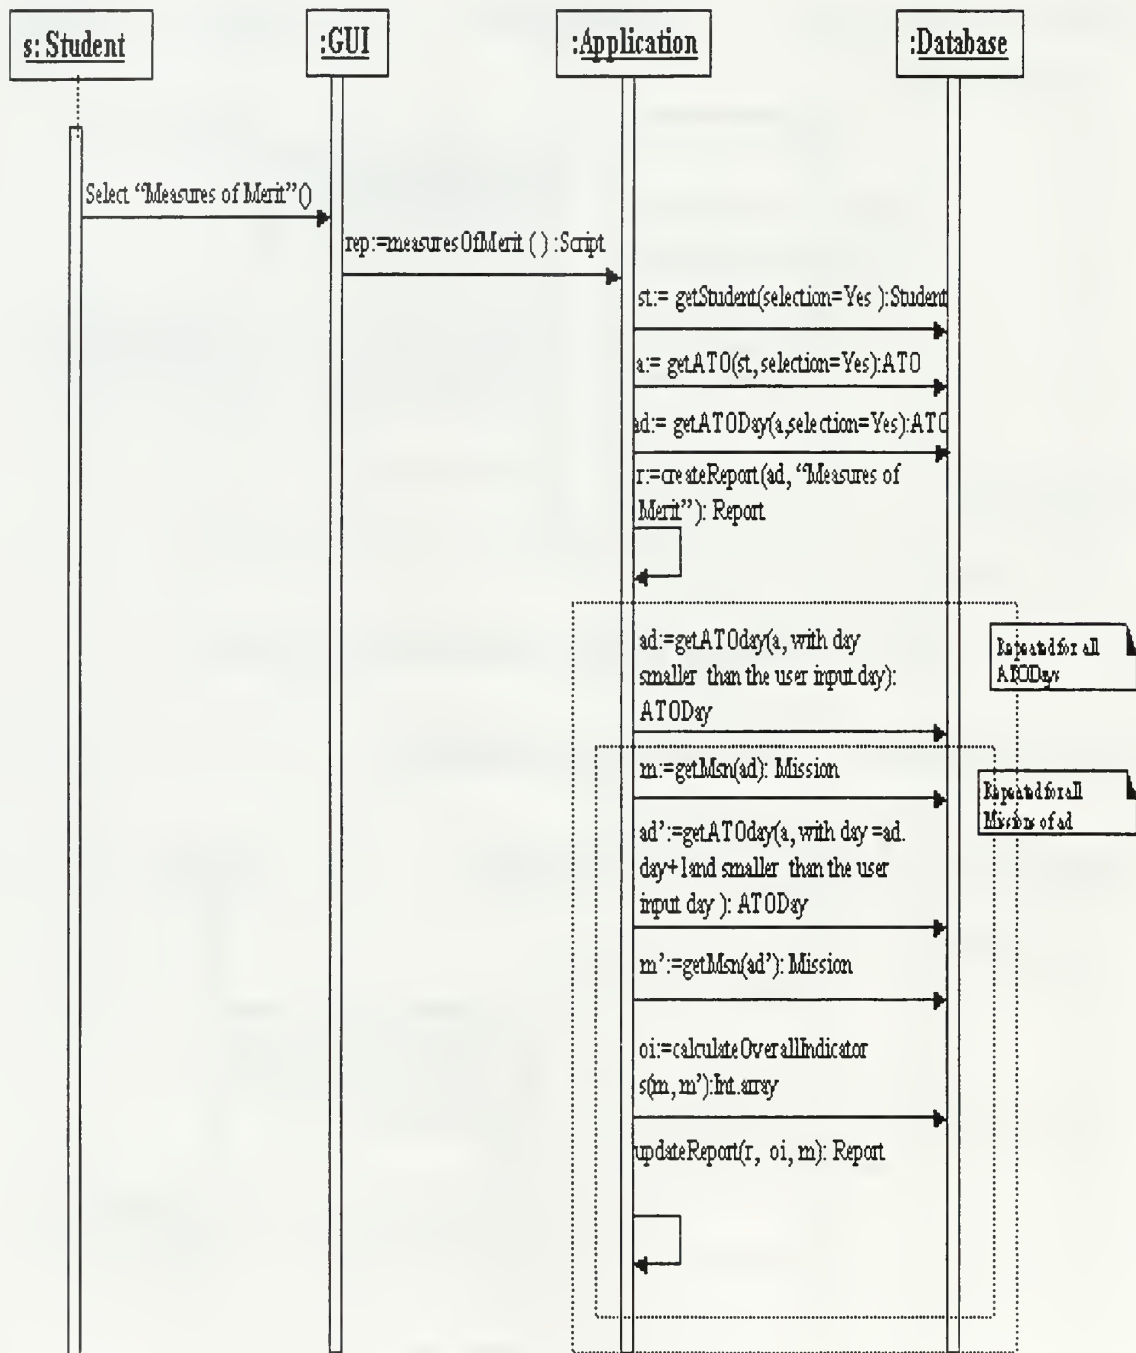 s: Student
:GUI
:Application
:Database
Select “Measures of Merit”()
rep:=measuresOfMerit ( ) :Script
st:= getStudent(selection=Yes ):Student
a:= getATO(st, selection=Yes):ATO
ad:= getATODay(a,selection=Yes):ATO
r:=createReport(ad, “Measures of
Merit” ): Report
ad:=getATOday(a, with day
smaller than the user input day):
ATODay
Repeated for all
ATODays
m:=getMsn(ad): Mission
Repeated for all
Missions of ad
ad’:=getATOday(a, with day =ad.
day+1and smaller than the user
input day ): ATODay
m’:=getMsn(ad’): Mission
oi:=calculateOverallIndicator
s(m, m’):Int.array
updateReport(r, oi, m): Report